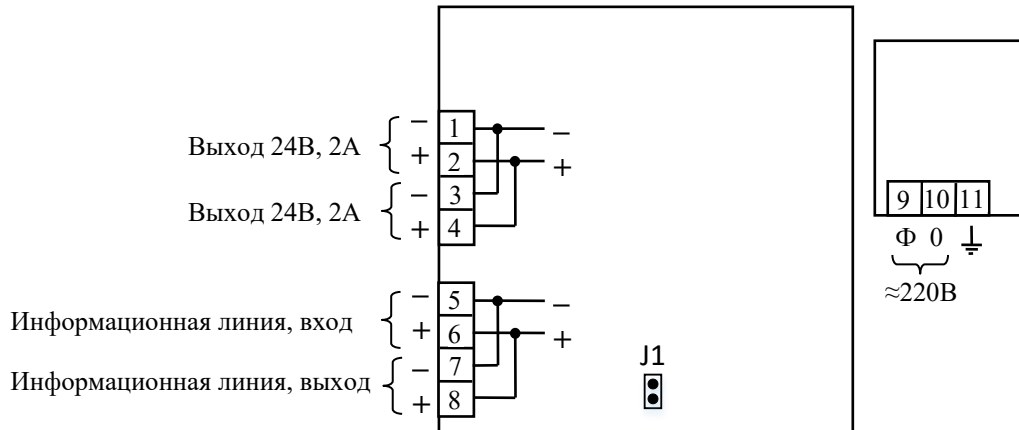 Выход 24В, 2А
Выход 24В, 2А
Информационная линия, вход
Информационная линия, выход
− 1 −
+ 2 +
− 3
+ 4
− 5 −
+ 6 +
− 7
+ 8
J1
9 10 11
Ф 0
≈220В